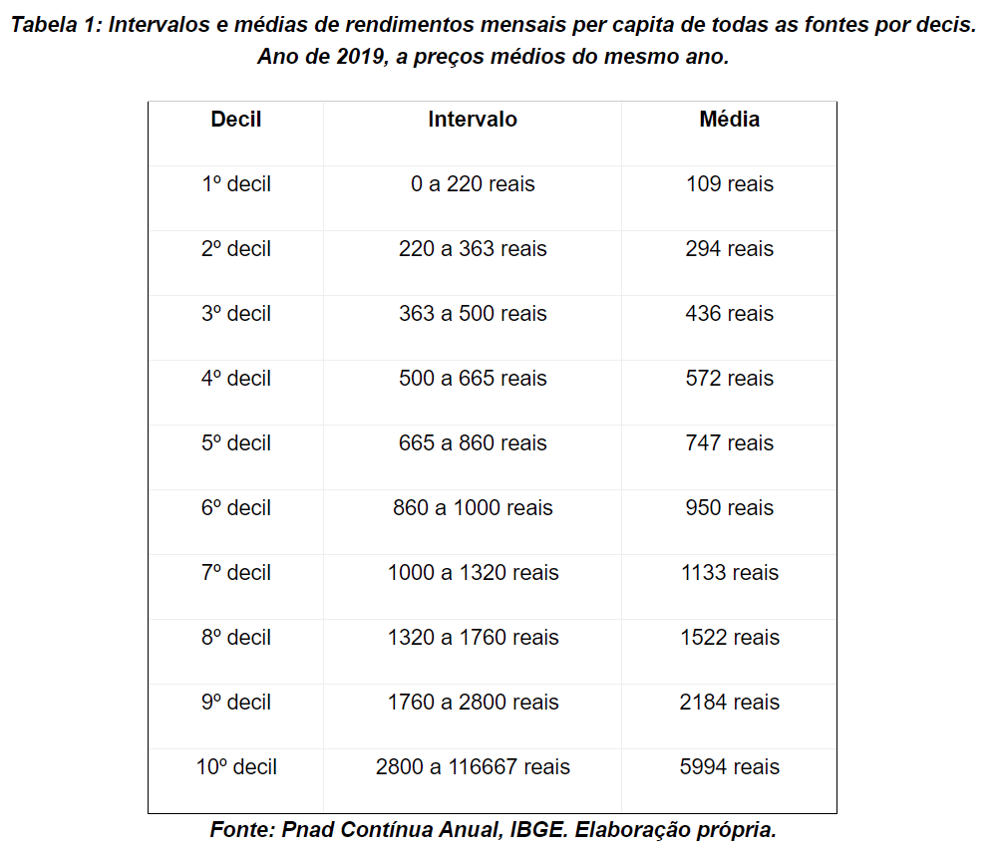 Tabela 1: Intervalos e médias de rendimentos mensais per capita de todas as fontes por decis.
Ano de 2019, a preços médios do mesmo ano.
Decil Intervalo Média
1º decil 0 a 220 reais 109 reais
2º decil 220 a 363 reais 294 reais
3º decil 363 a 500 reais 436 reais
4º decil 500 a 665 reais 572 reais
5º decil 665 a 860 reais 747 reais
6º decil 860 a 1000 reais 950 reais
7º decil 1000 a 1320 reais 1133 reais
8º decil 1320 a 1760 reais 1522 reais
9º decil 1760 a 2800 reais 2184 reais
10º decil 2800 a 116667 reais 5994 reais
Fonte: Pnad Contínua Anual, IBGE. Elaboração própria.